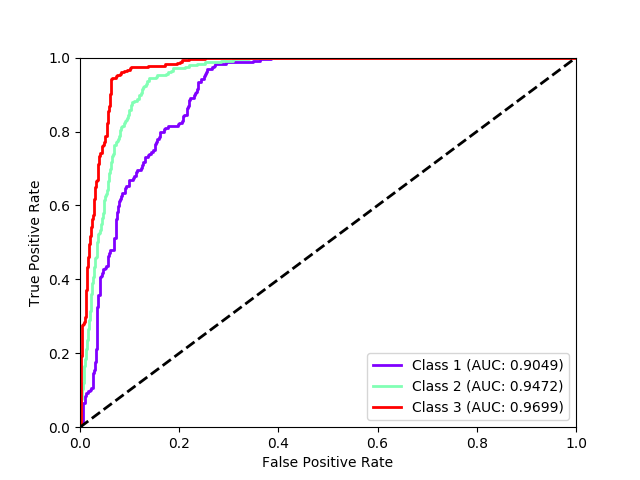 1.0
0.8
0.6
0.4
0.2
0.0
True Positive Rate
Class 1 (AUC: 0.9049)
Class 2 (AUC: 0.9472)
Class 3 (AUC: 0.9699)
0.0 0.2 0.4 0.6 0.8 1.0
False Positive Rate